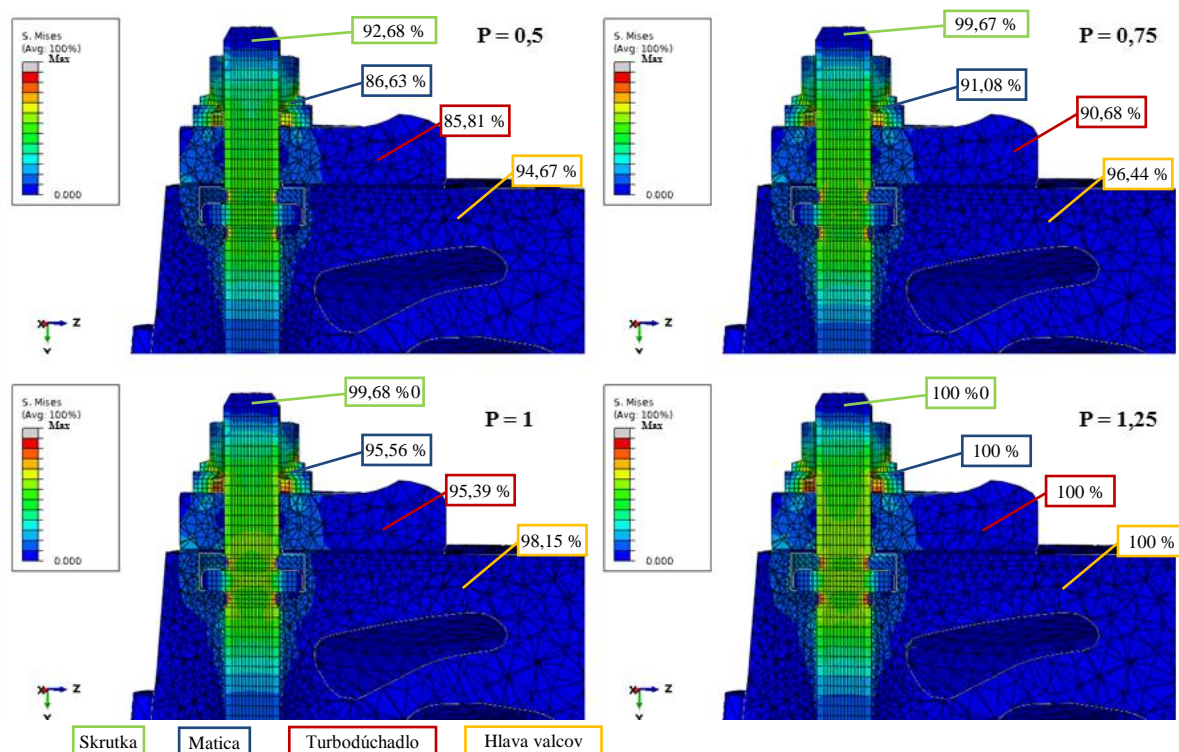 S. Mises
(Avg: 100%)
Max
0.000
92,68 %
P = 0,5
86,63 %
85,81 %
94,67 %
X Z
Y
S. Mises
(Avg: 100%)
Max
0.000
99,67 %
P = 0,75
91,08 %
90,68 %
96,44 %
X Z
Y
S. Mises
(Avg: 100%)
Max
0.000
99,68 %0
P = 1
95,56 %
95,39 %
98,15 %
X Z
Y
S. Mises
(Avg: 100%)
Max
0.000
100 %0
P = 1,25
100 %
100 %
100 %
X Z
Y
Skrutka Matica Turbodúchadlo Hlava valcov